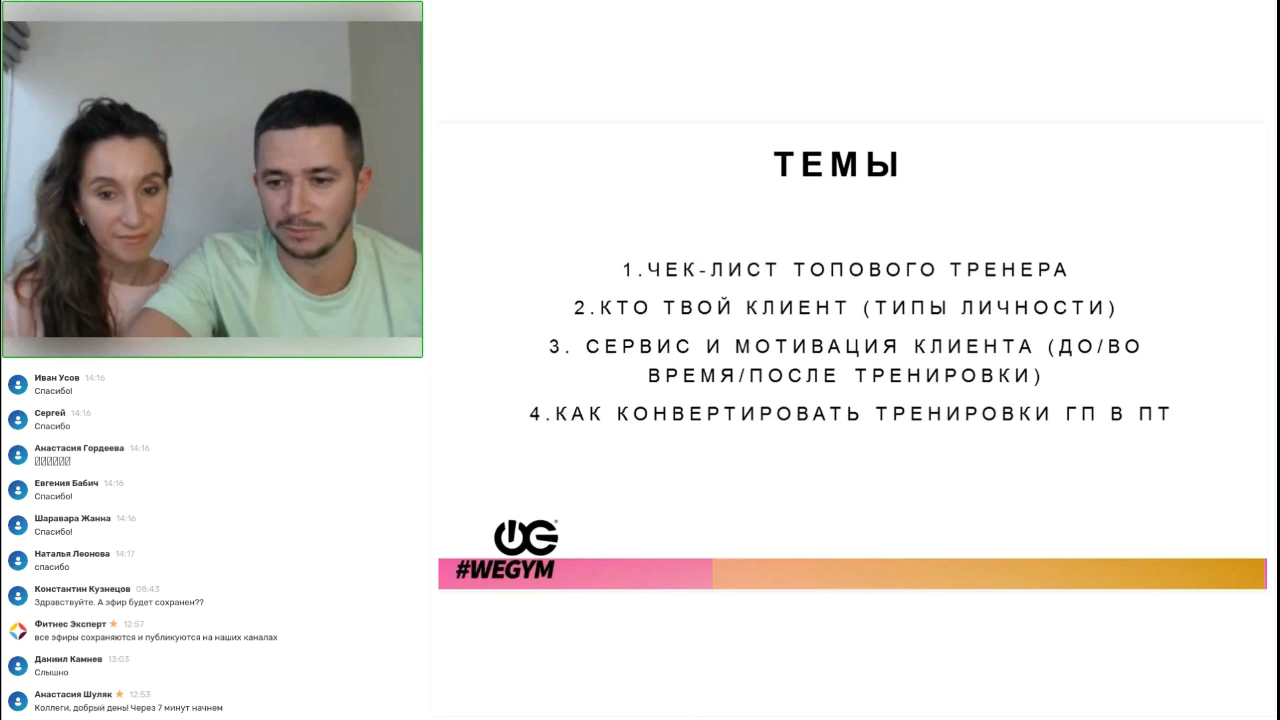 ТЕМЫ
1.ЧЕК-ЛИСТ ТОПОВОГО ТРЕНЕРА
2.КТО ТВОЙ КЛИЕНТ (ТИПЫ ЛИЧНОСТИ)
3. СЕРВИС И МОТИВАЦИЯ КЛИЕНТА (ДО/ВО
ВРЕМЯ/ПОСЛЕ ТРЕНИРОВКИ)
4.КАК КОНВЕРТИРОВАТЬ ТРЕНИРОВКИ ГП В ПТ
WG
#WEGYM
Иван Усов 14:16
Спасибо!
Сергей 14:16
Спасибо
Анастасия Гордеева 14:16
Евгения Бабич 14:16
Спасибо!
Шаравара Жанна 14:16
Спасибо!
Наталья Леонова 14:17
спасибо
Константин Кузнецов 08:43
Здравствуйте. А эфир будет сохранен??
Фитнес Эксперт 12:57
все эфиры сохраняются и публикуются на наших каналах
Даниил Камнев 13:03
Слышно
Анастасия Шуляк 12:53
Коллеги, добрый день! Через 7 минут начнем